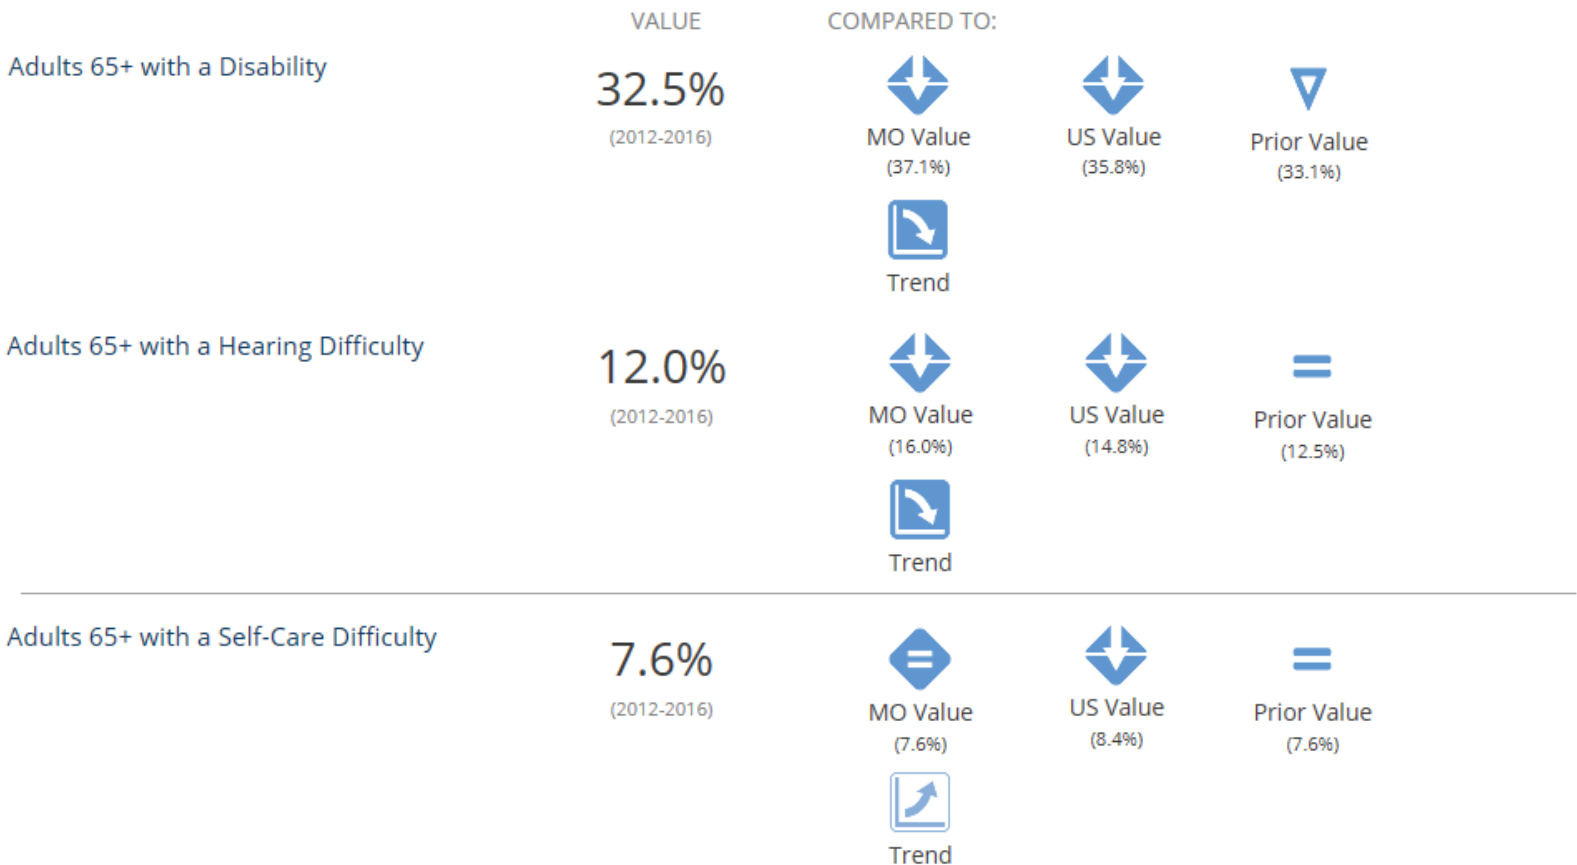 VALUE COMPARED TO:
Adults 65+ with a Disability
32.5%
(2012-2016)
MO Value
(37.1%)
US Value
(35.8%)
Prior Value
(33.1%)
Trend
Adults 65+ with a Hearing Difficulty
12.0%
(2012-2016)
MO Value
(16.0%)
US Value
(14.8%)
Prior Value
(12.5%)
Trend
Adults 65+ with a Self-Care Difficulty
7.6%
(2012-2016)
MO Value
(7.6%)
US Value
(8.4%)
Prior Value
(7.6%)
Trend